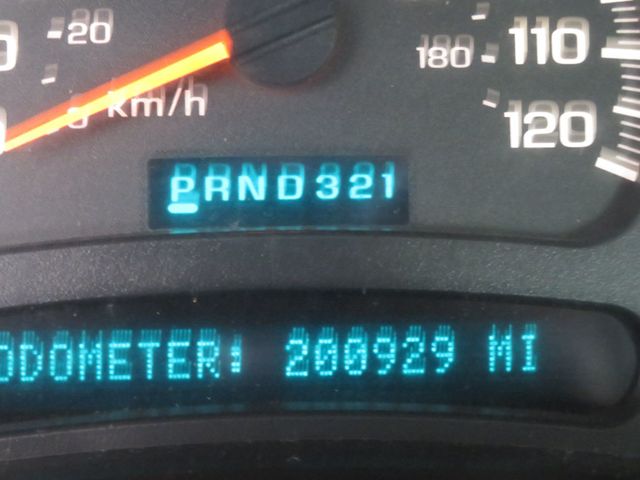 20
180 110
km/h
120
PRND321
ODOMETER: 200929 MI